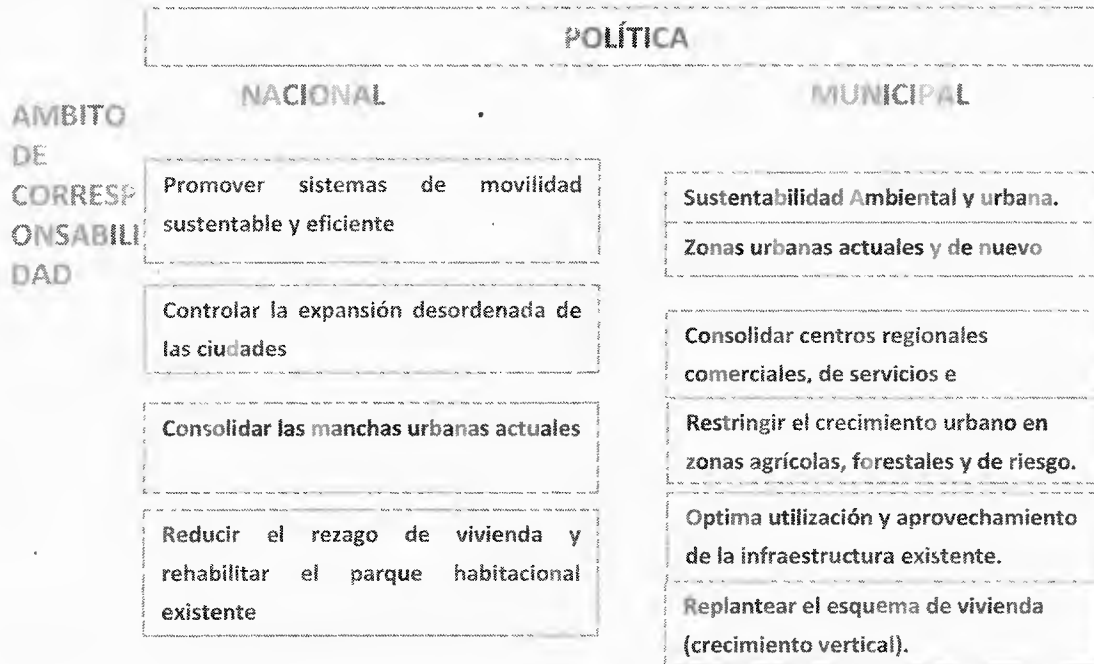 POLÍTICA
NACIONAL
MUNICIPAL
AMBITO
DE
CORRESP
ONSABILI
DAD
Promover sistemas de movilidad
sustentable y eficiente
Controlar la expansión desordenada de
las ciudades
Consolidar las manchas urbanas actuales
Reducir el rezago de vivienda y
rehabilitar el parque habitacional
existente
Sustentabilidad Ambiental y urbana.
Zonas urbanas actuales y de nuevo
Consolidar centros regionales
comerciales, de servicios e
Restringir el crecimiento urbano en
zonas agrícolas, forestales y de riesgo.
Optima utilización y aprovechamiento
de la infraestructura existente.
Replantear el esquema de vivienda
(crecimiento vertical).